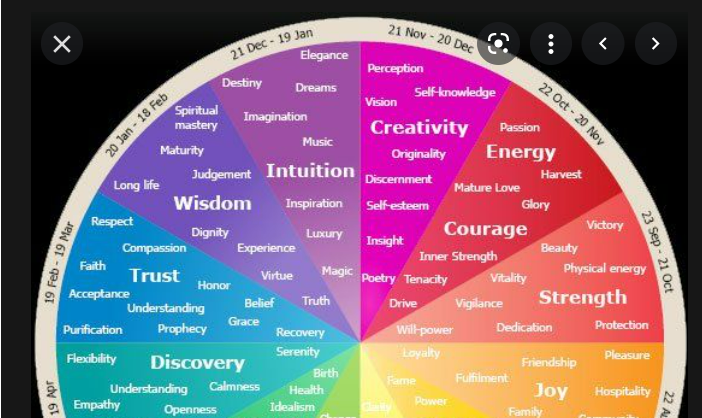 21 Dec - 19 Jan
Elegance
Destiny
Dreams
Imagination
Music
Intuition
Inspiration
Luxury
Magic
21 Nov - 20 Dec
Perception
Self-knowledge
Vision
Creativity
Originality
Discernment
Self-esteem
Insight
Poetry
22 Oct - 20 Nov
Passion
Energy
Harvest
Mature Love
Glory
Courage
Inner Strength
Tenacity
Drive
23 Sep - 21 Oct
Victory
Beauty
Physical energy
Vitality
Strength
Vigilance
Will-power
Dedication
Protection
20 Jan - 18 Feb
Spiritual
mastery
Maturity
Judgement
Long life
Wisdom
Dignity
Experience
Virtue
Truth
19 Feb - 19 Mar
Respect
Compassion
Faith
Trust
Honor
Acceptance
Understanding
Belief
Grace
Purification
Prophecy
Recovery
19 Apr
Flexibility
Discovery
Serenity
Understanding
Calmness
Birth
Health
Empathy
Openness
Idealism
Loyalty
Fame
Clarity
Power
Friendship
Pleasure
Fulfilment
Joy
Hospitality
Family
22